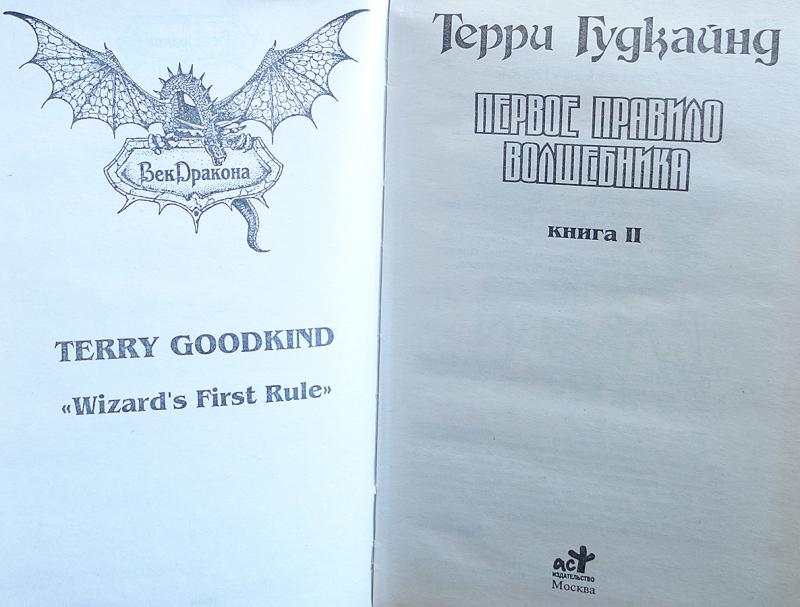 Век Дракона
TERRY GOODKIND
«Wizard's First Rule»
Терри Гудкайнд
ПЕРВОЕ ПРАВИЛО
ВОЛШЕБНИКА
книга II
аст
ИЗДАТЕЛЬСТВО
Москва